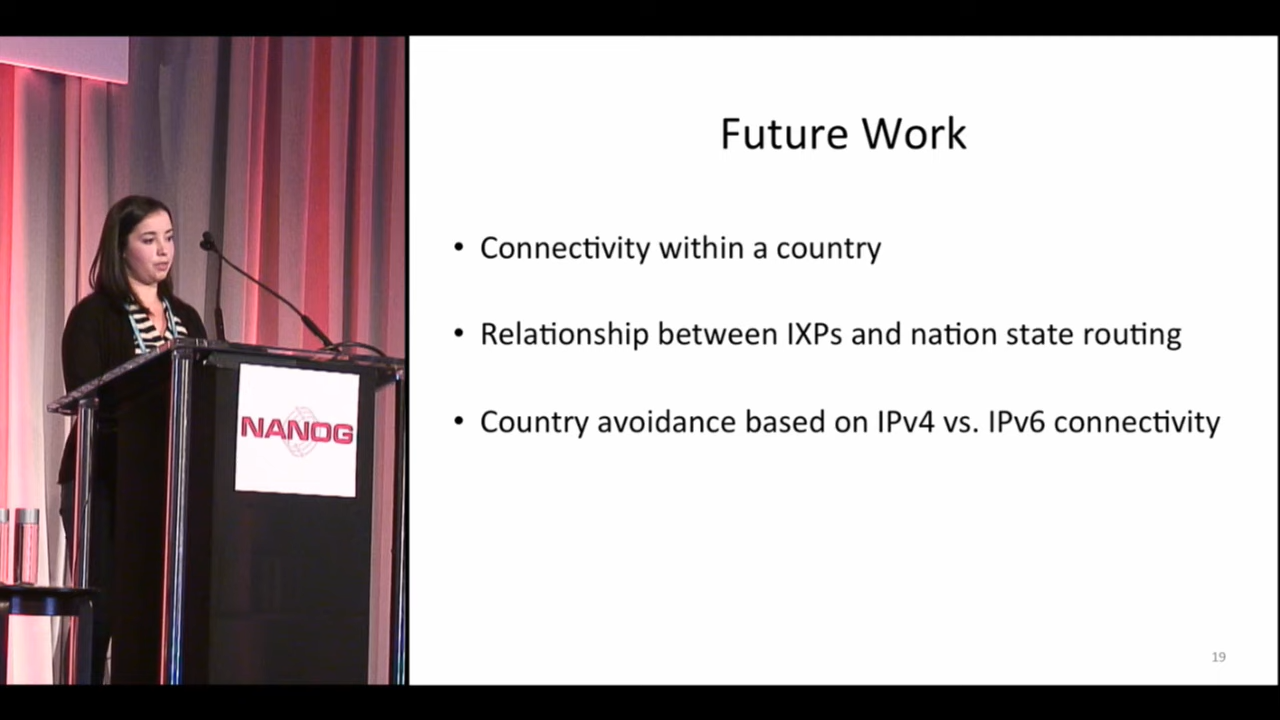 Future Work
• Connectivity within a country
• Relationship between IXPs and nation state routing
• Country avoidance based on IPv4 vs. IPv6 connectivity
19
NANOG